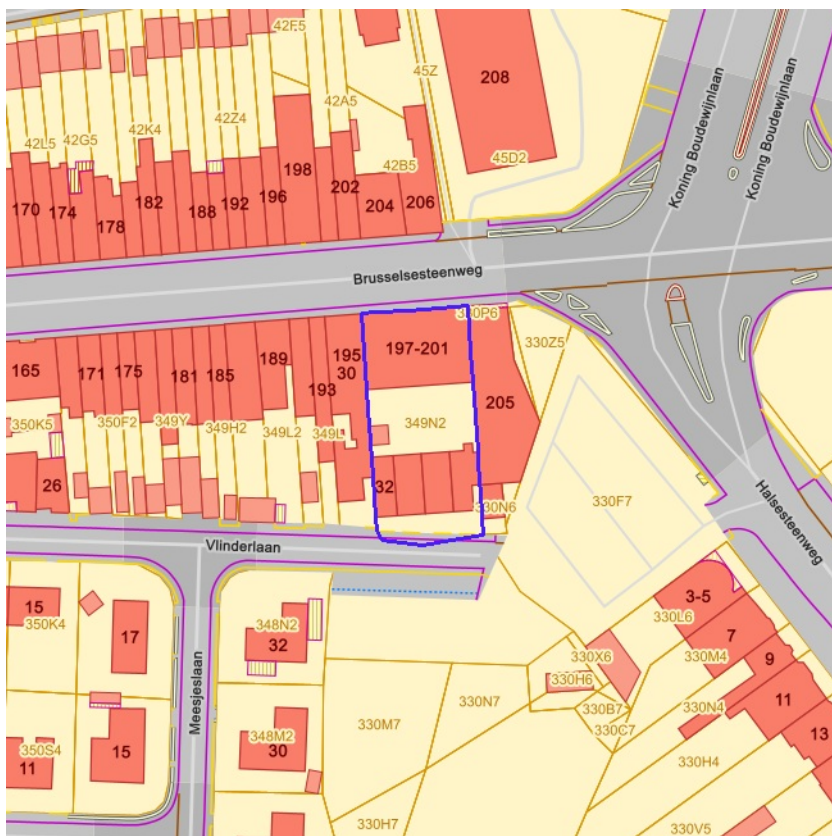 42F5
45Z
208
42A5
42Z4
42K4
42G5
42L5
42B5
45D2
Koning Boudewijnlaan
Koning Boudewijnlaan
170
174
178
182
188
192
196
198
202
204
206
Brusselsesteenweg
330P6
165
171
175
181
185
189
193
195
30
197-201
330Z5
205
350K5
350F2
349Y
349H2
349L2
349L
349N2
26
32
330N6
330F7
Halsesteenweg
Vlinderlaan
Meesjeslaan
15
350K4
17
348N2
32
3-5
330L6
7
330X6
330M4
9
330H6
330N7
330B7
330N4
11
330M7
330C7
13
350S4
11
15
348M2
30
330H4
330H7
330V5